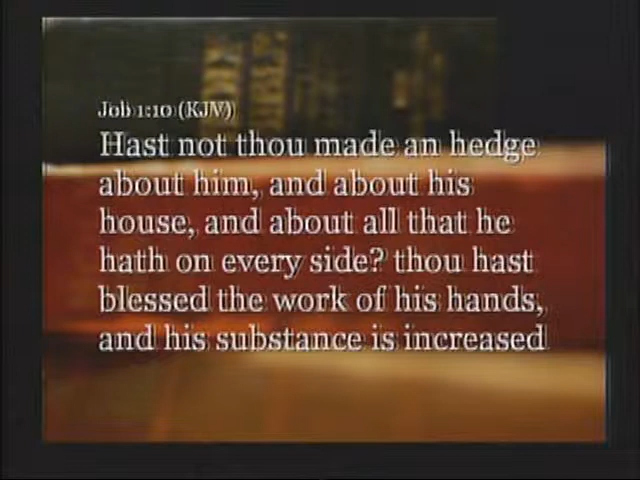 HOLY
BIBLE
Job 1:10 (KJV)
Hast not thou made an hedge
about him, and about his
house, and about all that he
hath on every side? thou hast
blessed the work of his hands,
and his substance is increased